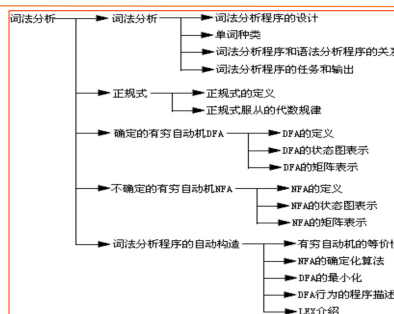 词法分析 词法分析 词法分析程序的设计
单词种类
词法分析程序和语法分析程序的关
词法分析程序的任务和输出
正规式 正规式的定义
正规式服从的代数规律
确定的有穷自动机DFA DFA的定义
DFA的状态图表示
DFA的矩阵表示
不确定的有穷自动机NFA NFA的定义
NFA的状态图表示
NFA的矩阵表示
词法分析程序的自动构造 有穷自动机的等价
NFA的确定化算法
DFA的最小化
DFA行为的程序描述
LEX介绍